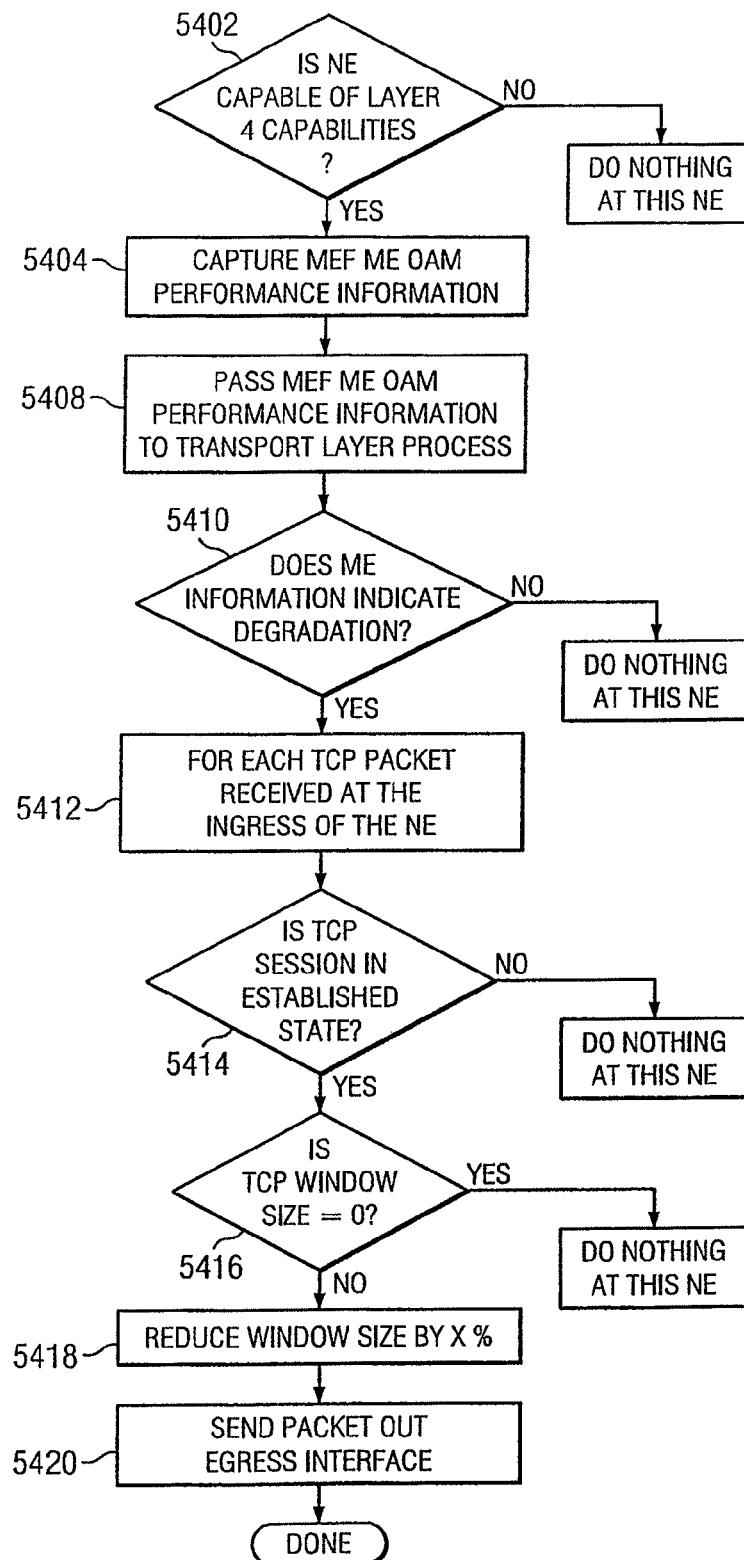 5402
IS NE
CAPABLE OF LAYER
4 CAPABILITIES
?
NO
DO NOTHING
AT THIS NE
YES
5404
CAPTURE MEF ME OAM
PERFORMANCE INFORMATION
5408
PASS MEF ME OAM
PERFORMANCE INFORMATION
TO TRANSPORT LAYER PROCESS
5410
DOES ME
INFORMATION INDICATE
DEGRADATION?
NO
DO NOTHING
AT THIS NE
YES
5412
FOR EACH TCP PACKET
RECEIVED AT THE
INGRESS OF THE NE
IS TCP
SESSION IN
ESTABLISHED
STATE?
5414
NO
DO NOTHING
AT THIS NE
YES
IS
TCP WINDOW
SIZE = 0?
5416
YES
DO NOTHING
AT THIS NE
NO
5418
REDUCE WINDOW SIZE BY X %
5420
SEND PACKET OUT
EGRESS INTERFACE
DONE